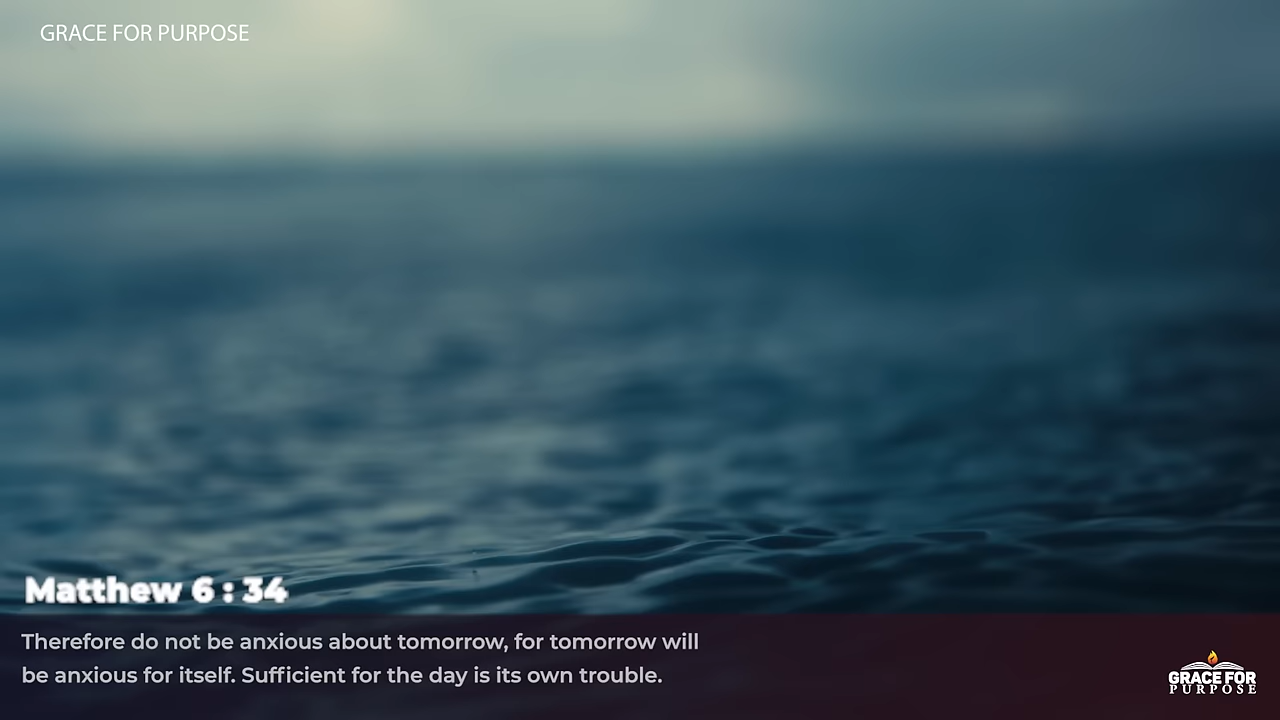 GRACE FOR PURPOSE
Matthew 6 : 34
Therefore do not be anxious about tomorrow, for tomorrow will
be anxious for itself. Sufficient for the day is its own trouble.
GRACE FOR
PURPOSE